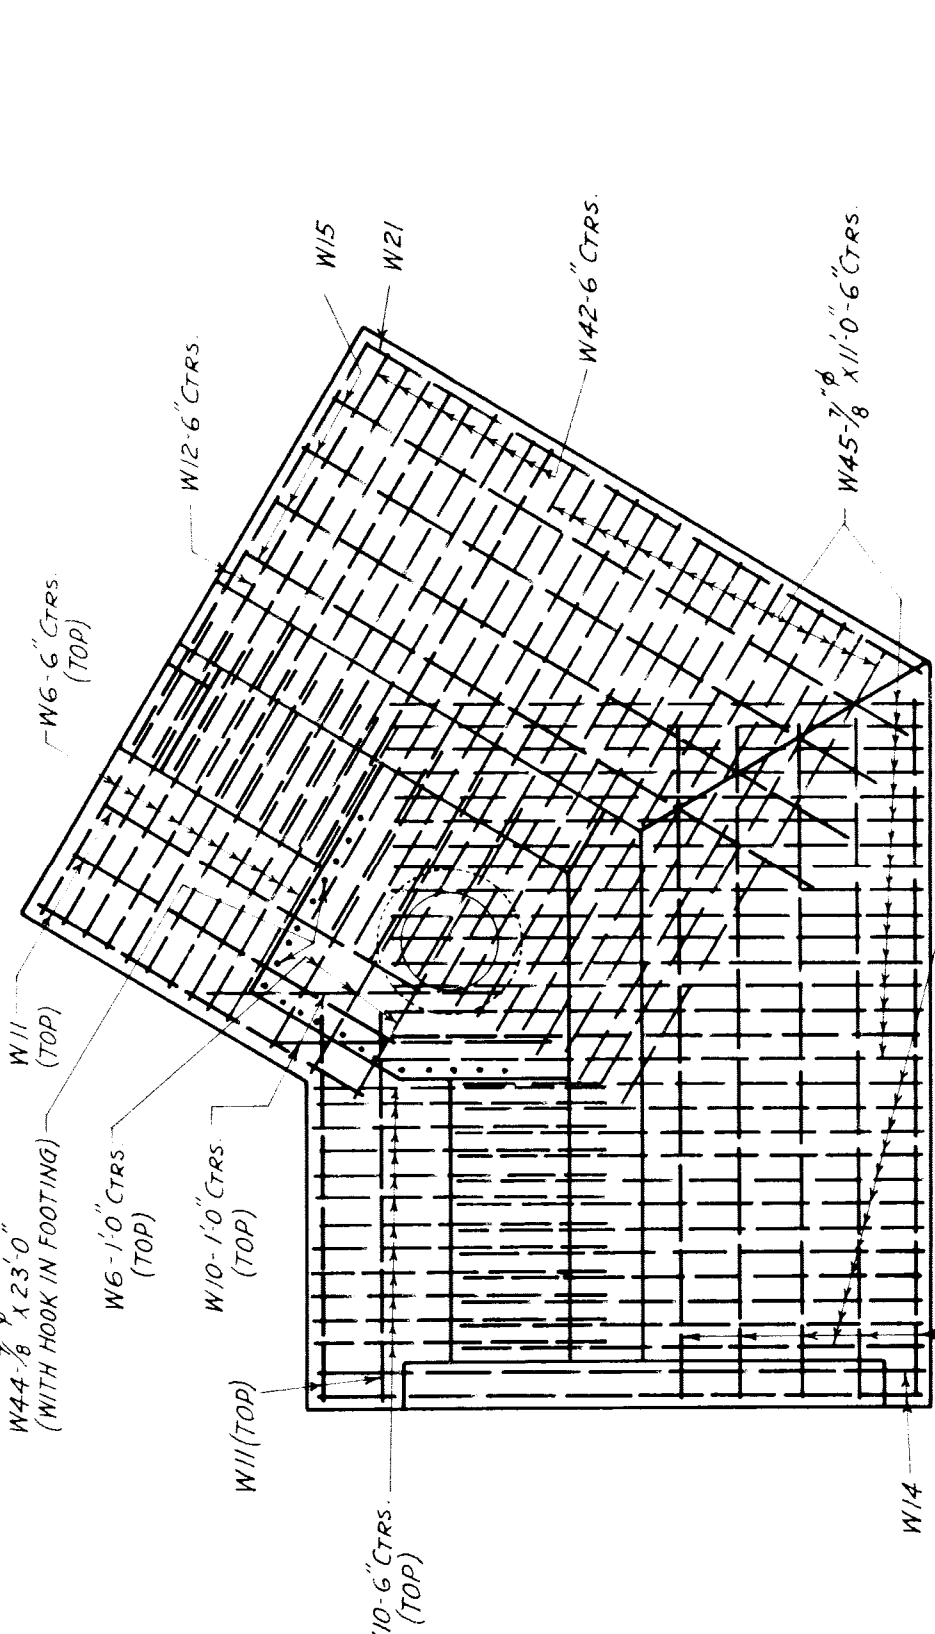 W15
W21
W42-6" CTRS.
W45-7/8" φ x 11'-0"-6" CTRS.
W12-6" CTRS.
W6-6" CTRS.
(TOP)
W11
(TOP)
W44-7/8" φ x 23'-0"
(WITH HOOK IN FOOTING)
W6-1'-0" CTRS.
(TOP)
W10-1'-0" CTRS.
(TOP)
W11(TOP)
10-6" CTRS.
(TOP)
W14